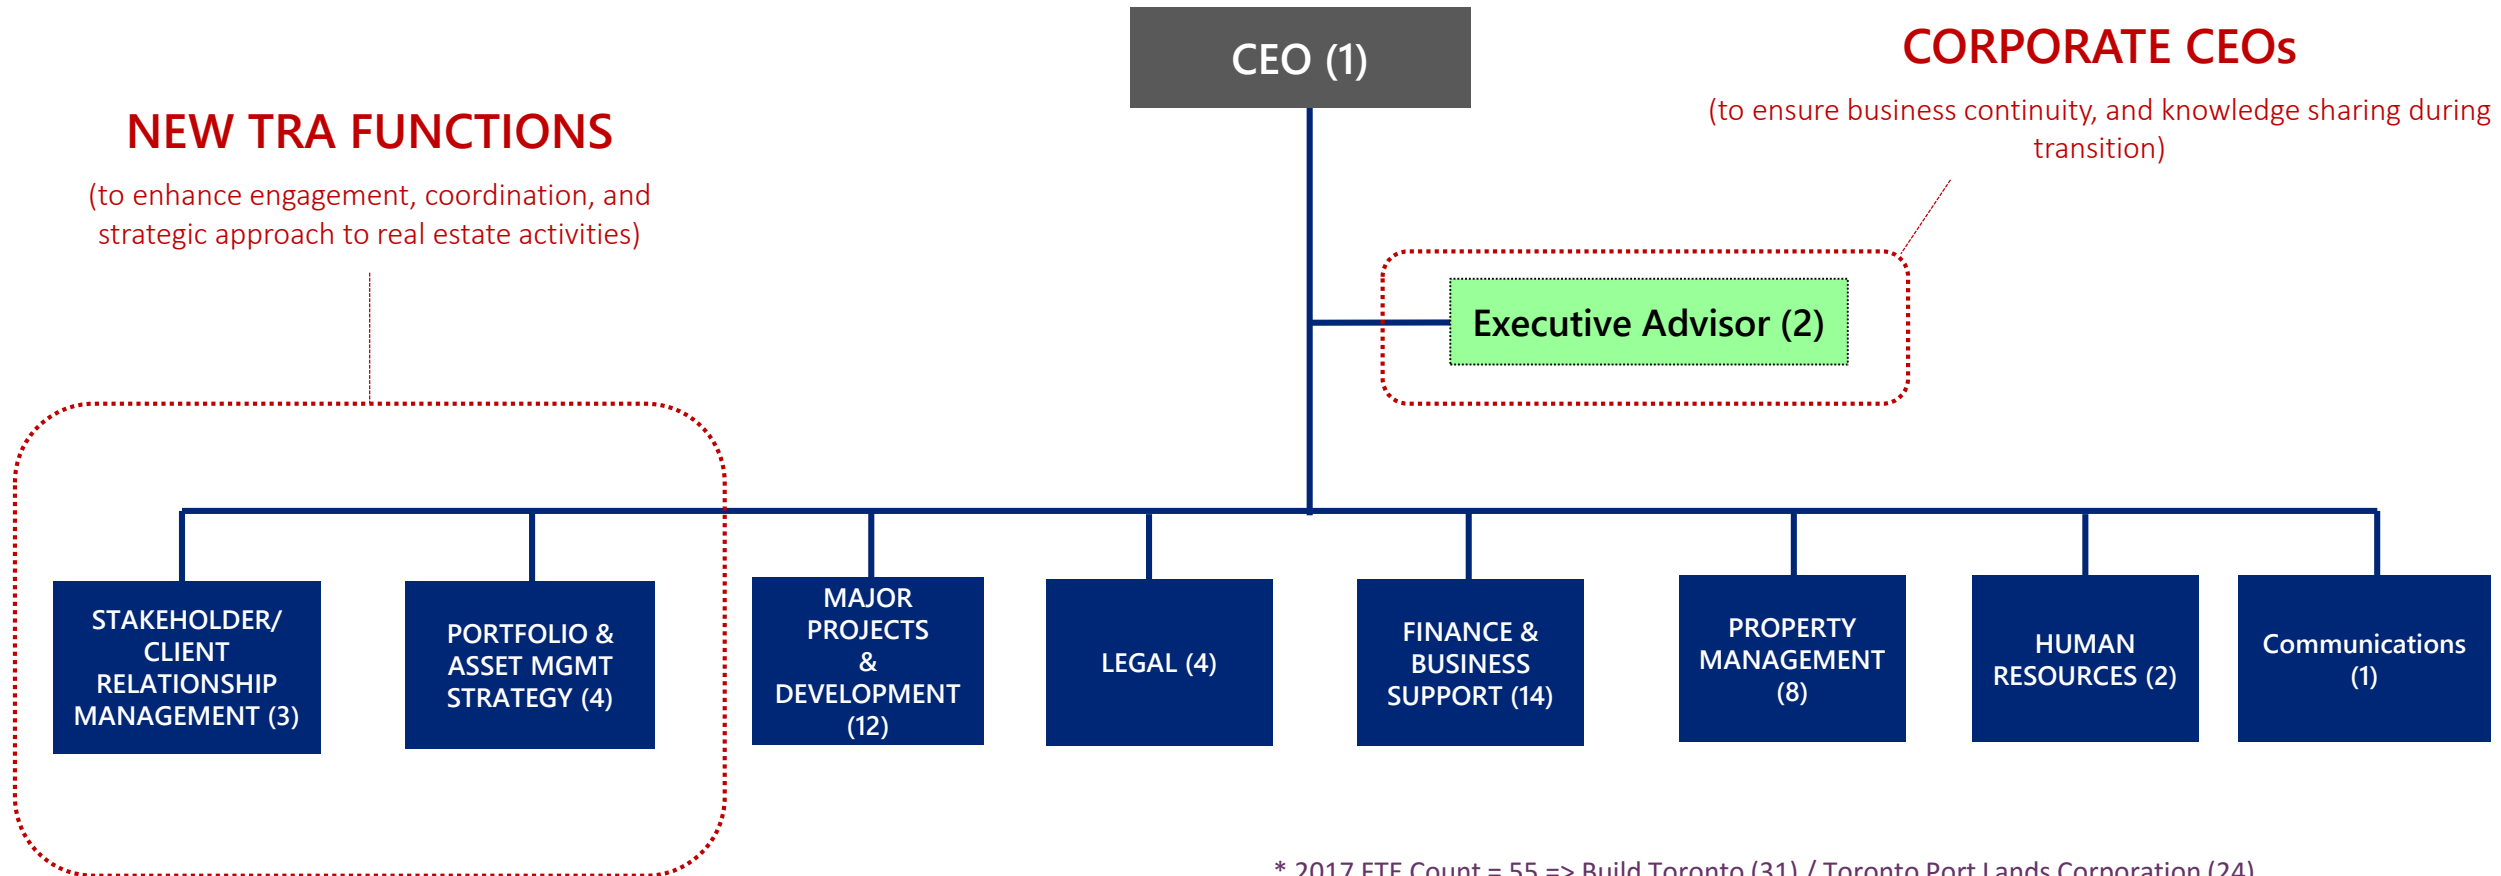 CEO (1)
CORPORATE CEOs
(to ensure business continuity, and knowledge sharing during
transition)
NEW TRA FUNCTIONS
(to enhance engagement, coordination, and
strategic approach to real estate activities)
Executive Advisor (2)
STAKEHOLDER/
CLIENT
RELATIONSHIP
MANAGEMENT (3)
PORTFOLIO &
ASSET MGMT
STRATEGY (4)
MAJOR
PROJECTS
&
DEVELOPMENT
(12)
LEGAL (4)
FINANCE &
BUSINESS
SUPPORT (14)
PROPERTY
MANAGEMENT
(8)
HUMAN
RESOURCES (2)
Communications
(1)
* 2017 FTE Count = 55 => Build Toronto (31) / Toronto Port Lands Corporation (24)